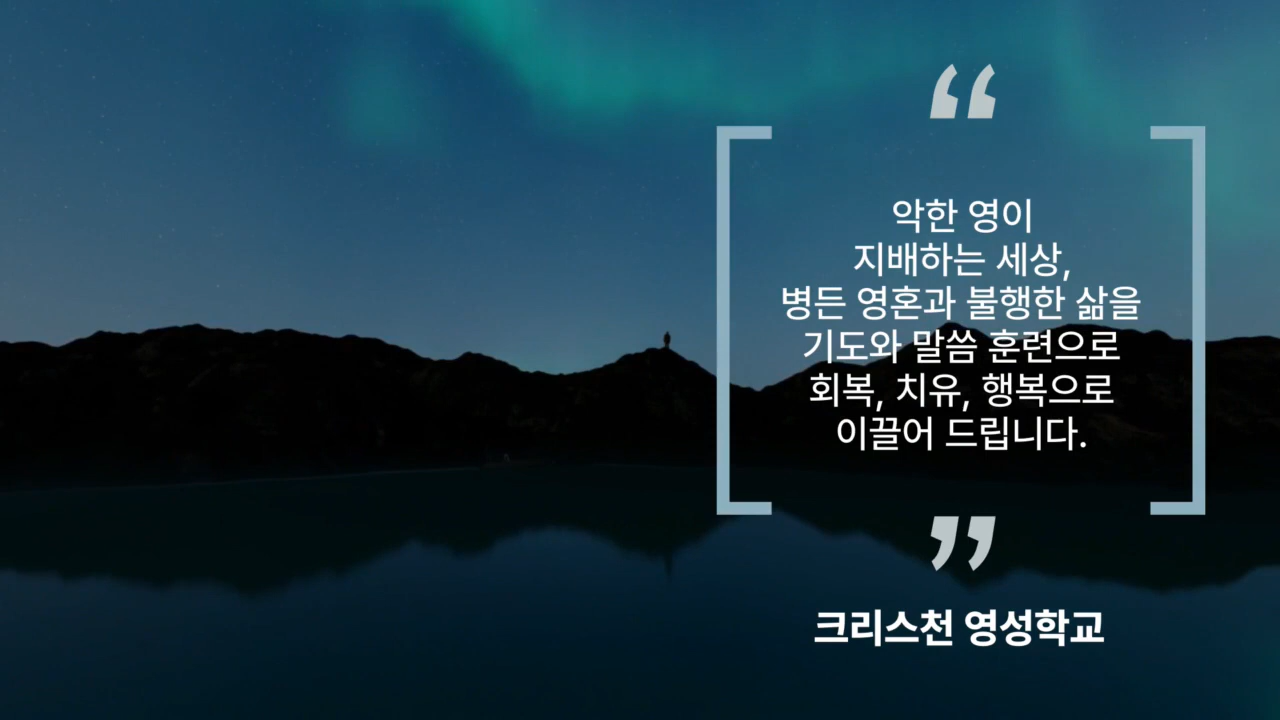 “
악한 영이
지배하는 세상,
병든 영혼과 불행한 삶을
기도와 말씀 훈련으로
회복, 치유, 행복으로
이끌어 드립니다.
”
크리스천 영성학교